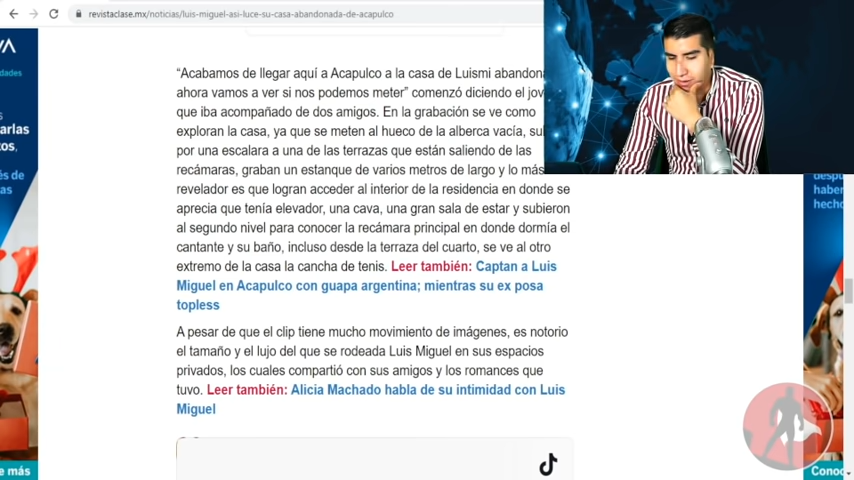 revistaclase.mx/noticias/luis-miguel-asi-luce-su-casa-abandonada-de-acapulco
“Acabamos de llegar aquí a Acapulco a la casa de Luismi
ahora vamos a ver si nos podemos meter” comenzó diciendo el
que iba acompañado de dos amigos. En la grabación se ve como
exploran la casa, ya que se meten al hueco de la alberca vacía,
por una escalara a una de las terrazas que están saliendo de las
recámaras, graban un estanque de varios metros de largo y lo más
revelador es que logran acceder al interior de la residencia en donde se
aprecia que tenía elevador, una cava, una gran sala de estar y subieron
al segundo nivel para conocer la recámara principal en donde dormía el
cantante y su baño, incluso desde la terraza del cuarto, se ve al otro
extremo de la casa la cancha de tenis. Leer también: Captan a Luis
Miguel en Acapulco con guapa argentina; mientras su ex posa
topless
A pesar de que el clip tiene mucho movimiento de imágenes, es notorio
el tamaño y el lujo del que se rodeada Luis Miguel en sus espacios
privados, los cuales compartió con sus amigos y los romances que
tuvo. Leer también: Alicia Machado habla de su intimidad con Luis
Miguel
haber
hecho
e más
Conoc